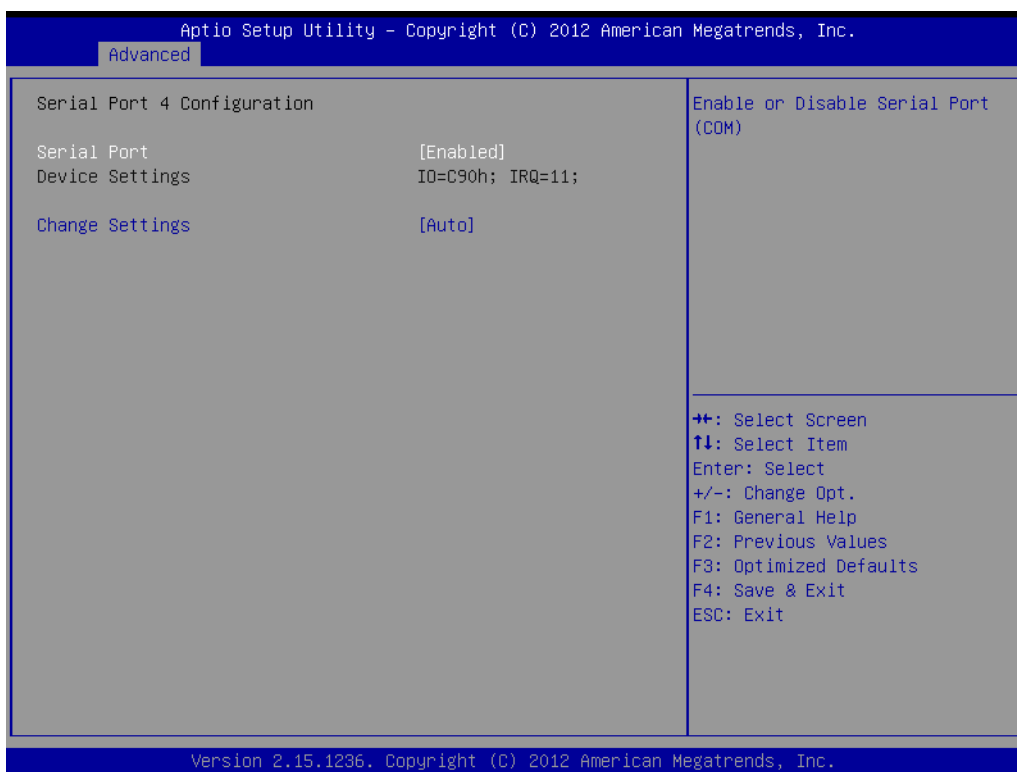 Aptio Setup Utility – Copyright (C) 2012 American Megatrends, Inc.
Advanced
Serial Port 4 Configuration
Serial Port [Enabled]
Device Settings IO=C90h; IRQ=11;
Change Settings [Auto]
Enable or Disable Serial Port
(COM)
→←: Select Screen
↑↓: Select Item
Enter: Select
+/-: Change Opt.
F1: General Help
F2: Previous Values
F3: Optimized Defaults
F4: Save & Exit
ESC: Exit
Version 2.15.1236. Copyright (C) 2012 American Megatrends, Inc.